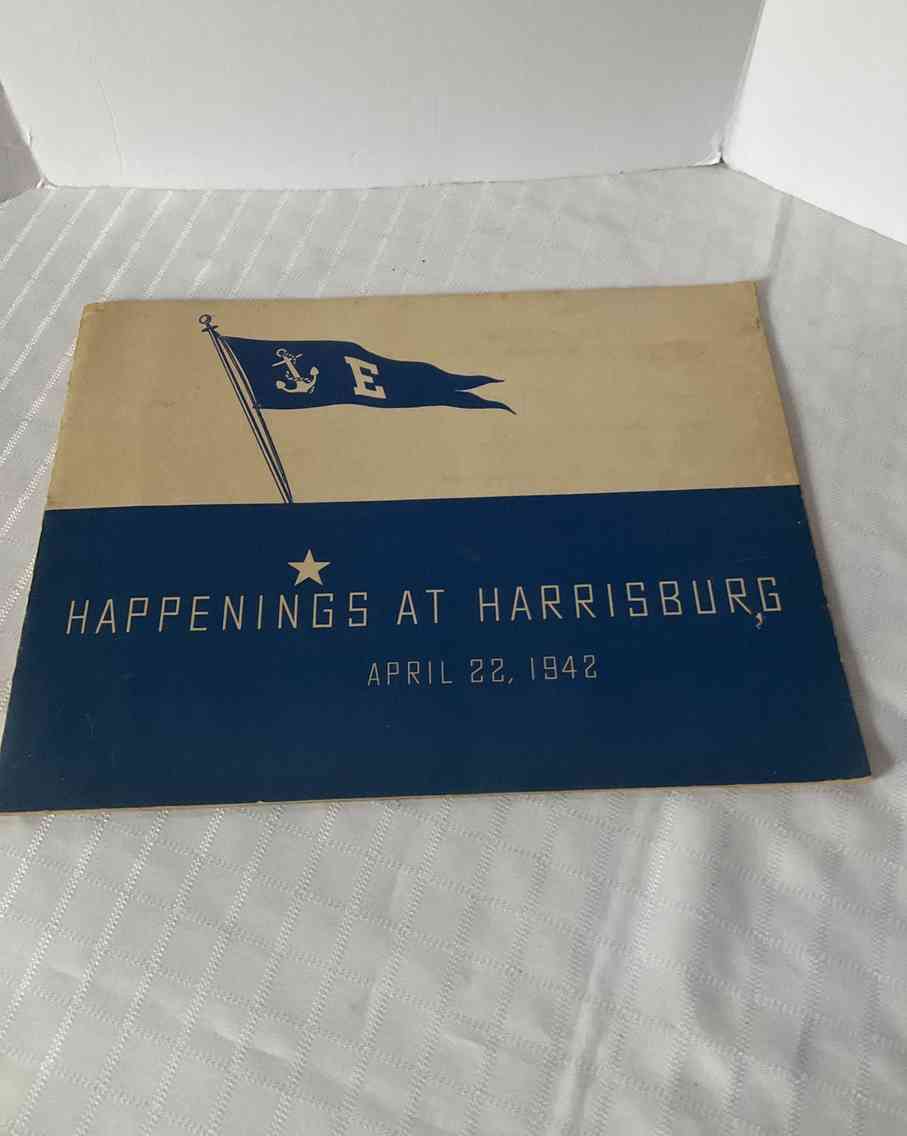 E
HAPPENINGS AT HARRISBURG
APRIL 22, 1942